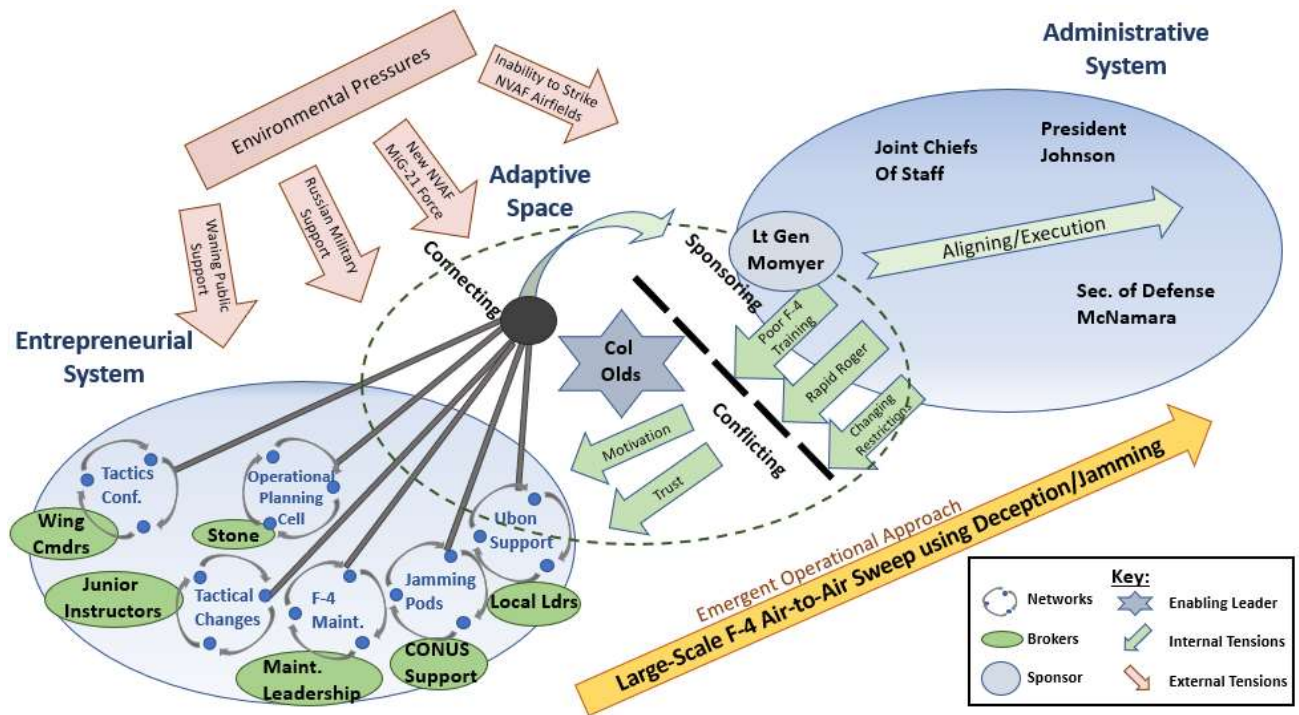 Administrative
System
Environmental Pressures
Inability to Strike
NVAF Airfields
New NVAF
MiG-21 Force
Russian Military
Support
Waning Public
Support
Adaptive
Space
Joint Chiefs
Of Staff
President
Johnson
Lt Gen
Momyer
Aligning/Execution
Sec. of Defense
McNamara
Connecting
Sponsoring
Conflicting
Col
Olds
Poor F-4
Training
Rapid Roger
Changing
Restrictions
Motivation
Trust
Entrepreneurial
System
Tactics
Conf.
Operational
Planning
Cell
Wing
Cmdrs
Stone
Ubon
Support
Junior
Instructors
Tactical
Changes
F-4
Maint.
Jamming
Pods
Local Ldrs
Maint.
Leadership
CONUS
Support
Emergent Operational Approach
Large-Scale F-4 Air-to-Air Sweep using Deception/Jamming
Key:
Networks
Enabling Leader
Brokers
Internal Tensions
Sponsor
External Tensions